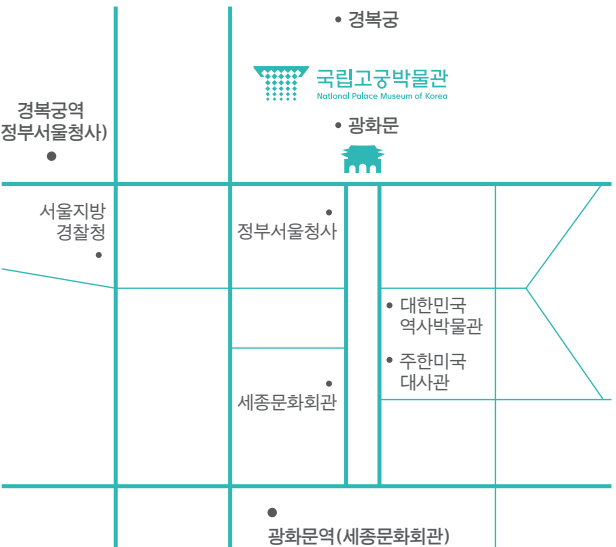 경복궁
국립고궁박물관
National Palace Museum of Korea
경복궁역
정부서울청사)
광화문
서울지방
경찰청
정부서울청사
대한민국
역사박물관
주한미국
대사관
세종문화회관
광화문역(세종문화회관)